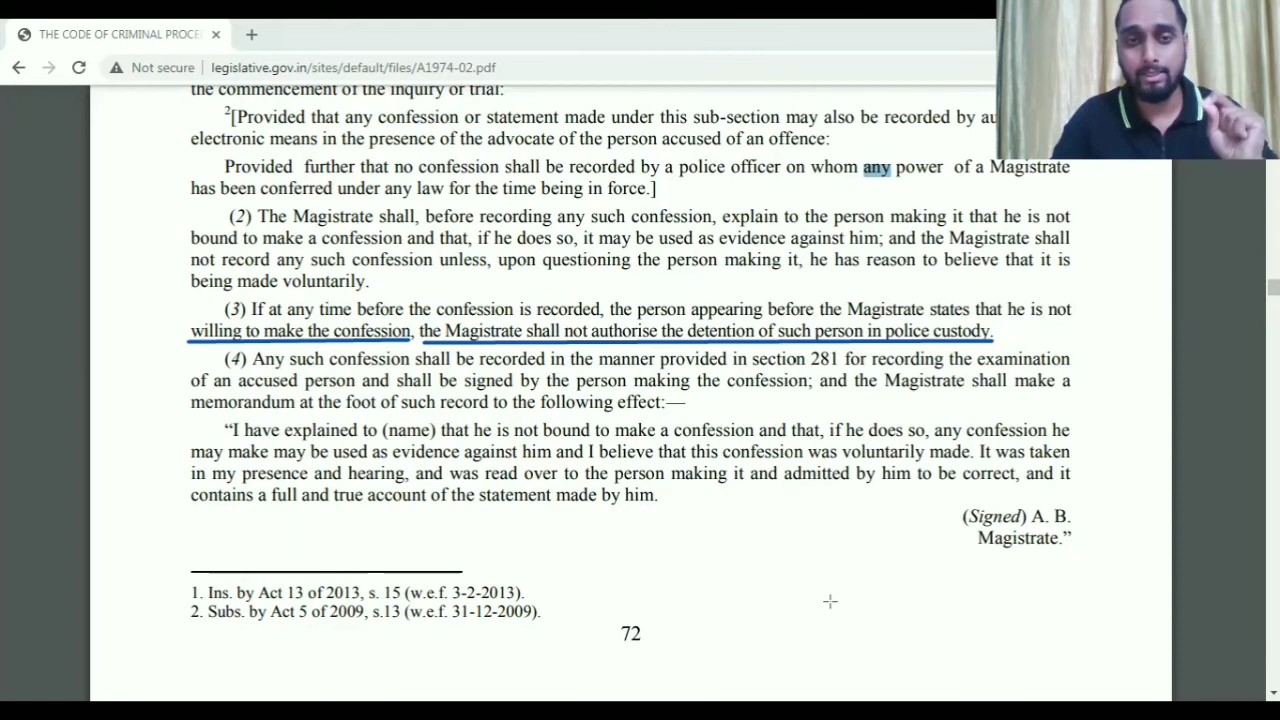 THE CODE OF CRIMINAL PROCE
Not secure
legislative.gov.in/sites/default/files/A1974-02.pdf
the commencement of the inquiry or trial:
2[Provided that any confession or statement made under this sub-section may also be recorded by au
electronic means in the presence of the advocate of the person accused of an offence:
Provided further that no confession shall be recorded by a police officer on whom any power of a Magistrate
has been conferred under any law for the time being in force.]
(2) The Magistrate shall, before recording any such confession, explain to the person making it that he is not
bound to make a confession and that, if he does so, it may be used as evidence against him; and the Magistrate shall
not record any such confession unless, upon questioning the person making it, he has reason to believe that it is
being made voluntarily.
(3) If at any time before the confession is recorded, the person appearing before the Magistrate states that he is not
willing to make the confession, the Magistrate shall not authorise the detention of such person in police custody.
(4) Any such confession shall be recorded in the manner provided in section 281 for recording the examination
of an accused person and shall be signed by the person making the confession; and the Magistrate shall make a
memorandum at the foot of such record to the following effect:—
“I have explained to (name) that he is not bound to make a confession and that, if he does so, any confession he
may make may be used as evidence against him and I believe that this confession was voluntarily made. It was taken
in my presence and hearing, and was read over to the person making it and admitted by him to be correct, and it
contains a full and true account of the statement made by him.
(Signed) A. B.
Magistrate.”
1. Ins. by Act 13 of 2013, s. 15 (w.e.f. 3-2-2013).
2. Subs. by Act 5 of 2009, s.13 (w.e.f. 31-12-2009).
72